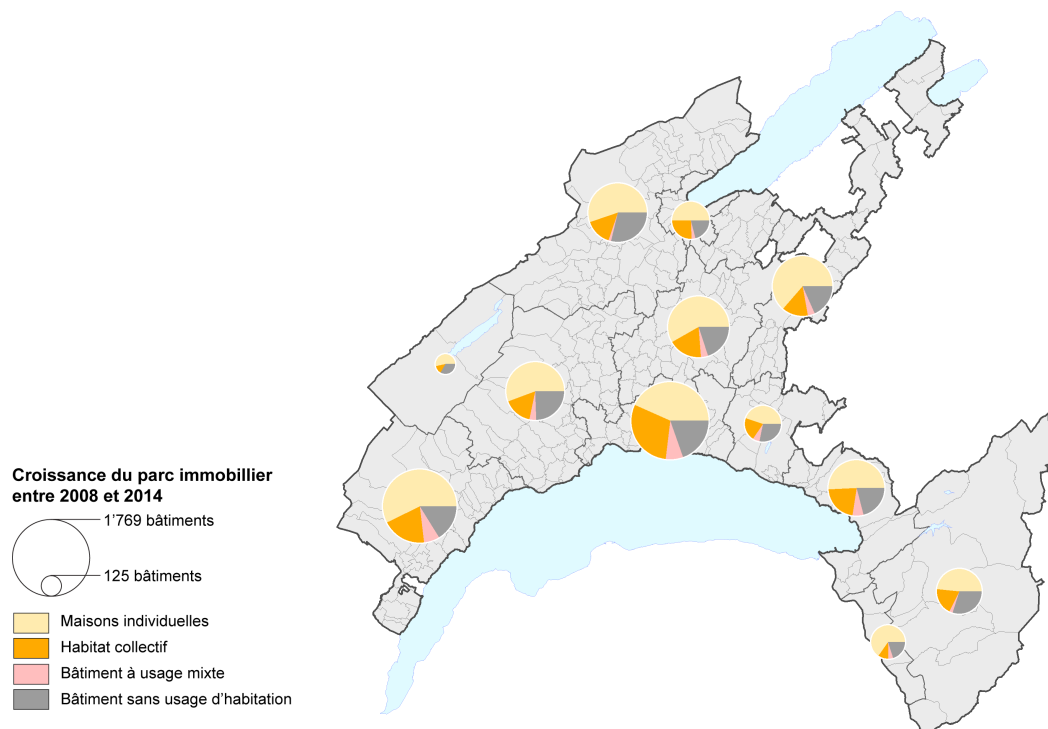 Croissance du parc immobillier
entre 2008 et 2014
1'769 bâtiments
125 bâtiments
Maisons individuelles
Habitat collectif
Bâtiment à usage mixte
Bâtiment sans usage d'habitation